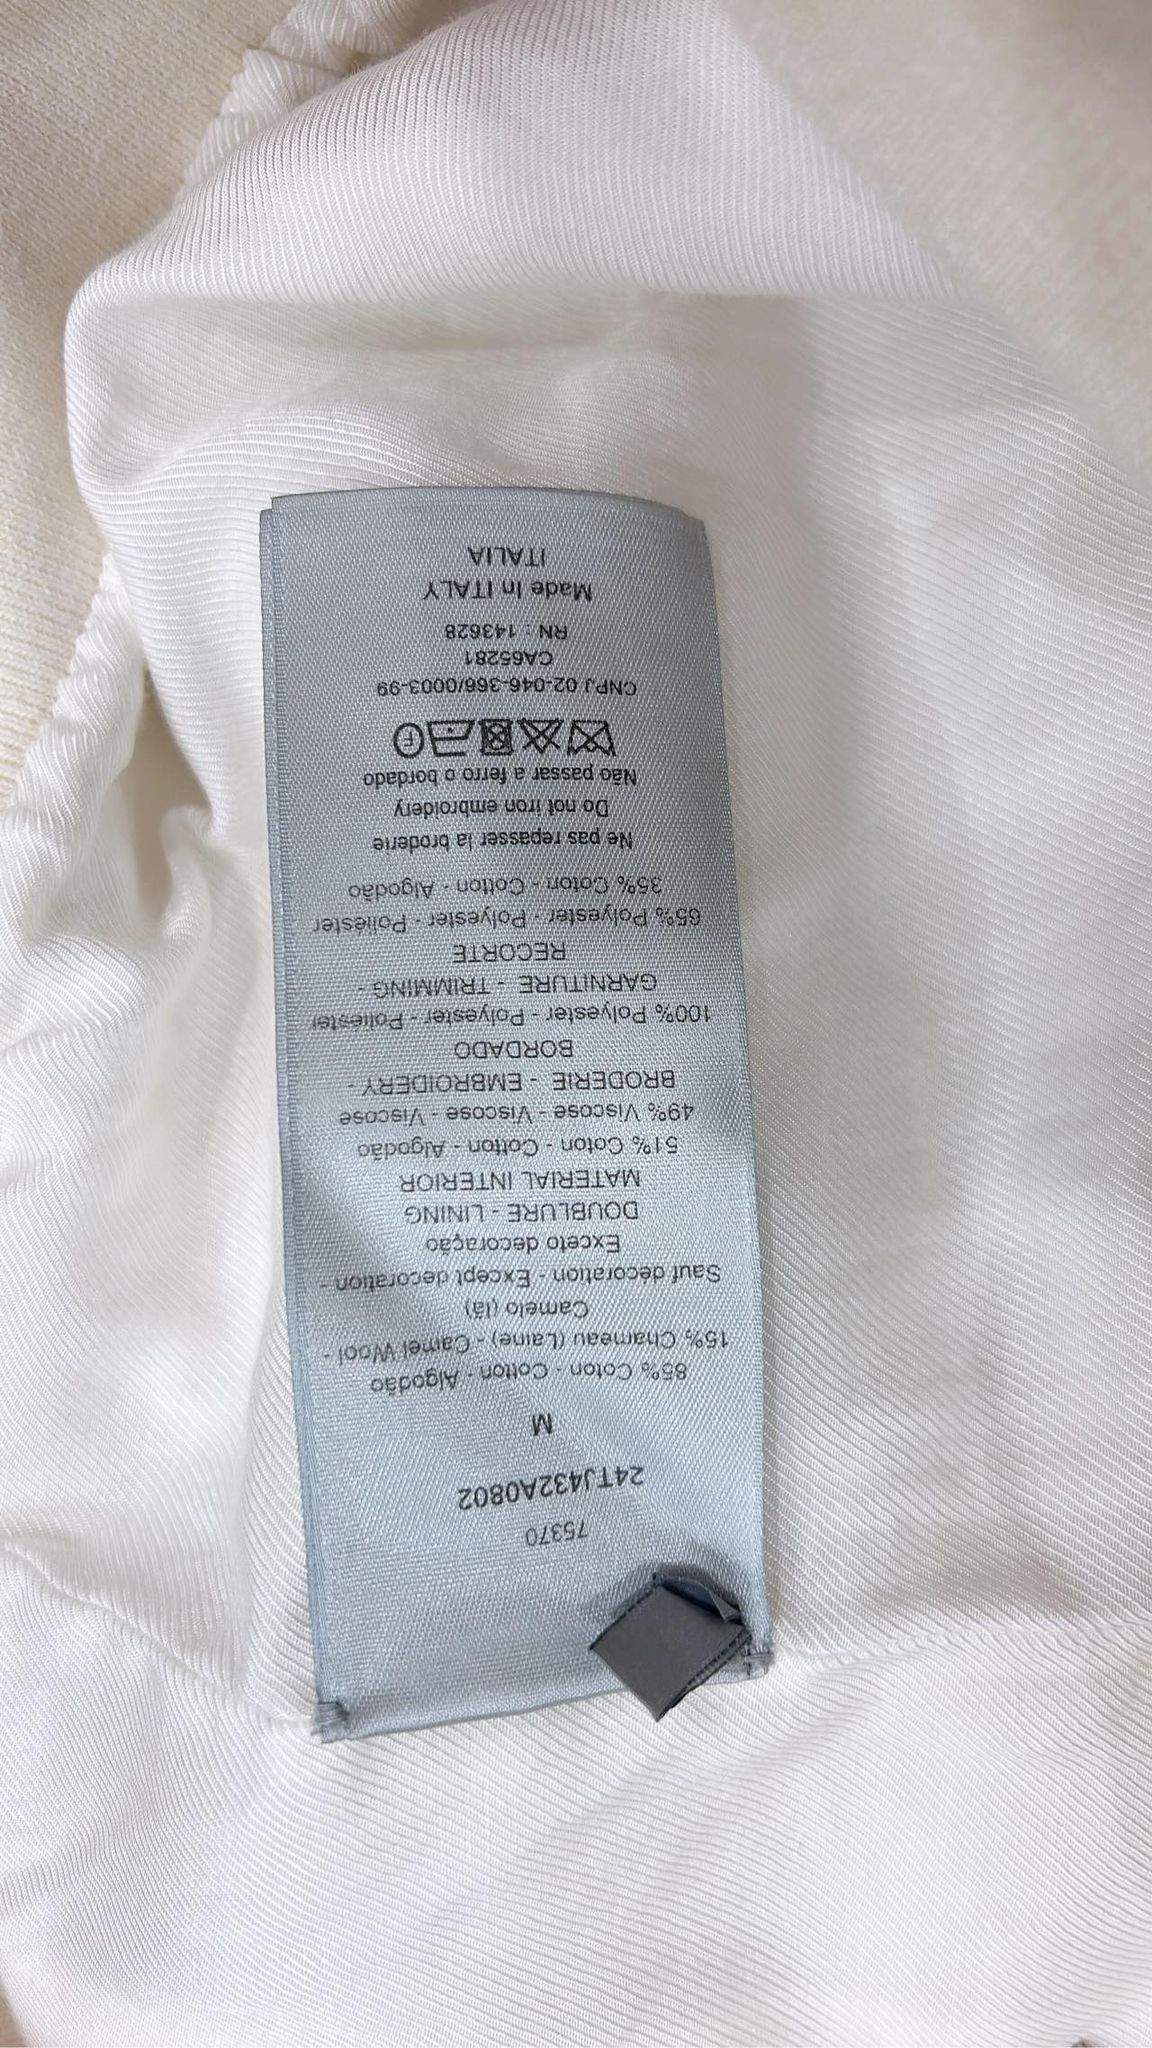 75370
24TJ432A0802
M
85% Coton - Cotton - Algodão
15% Chameau (Laine) - Camel Wool -
Camelo (lã)
Sauf décoration - Except decoration -
Exceto decoração
DOUBLURE - LINING
MATERIAL INTERIOR
51% Coton - Cotton - Algodão
49% Viscose - Viscose - Viscose
BRODERIE - EMBROIDERY -
BORDADO
100% Polyester - Polyester - Poliéster
GARNITURE - TRIMMING -
RECORTE
65% Polyester - Polyester - Poliéster
35% Coton - Cotton - Algodão
Ne pas repasser la broderie
Do not iron embroidery
Não passar a ferro o bordado
F
CNPJ 02-046-366/0003-99
CA65281
RN : 143628
Made In ITALY
ITALIA